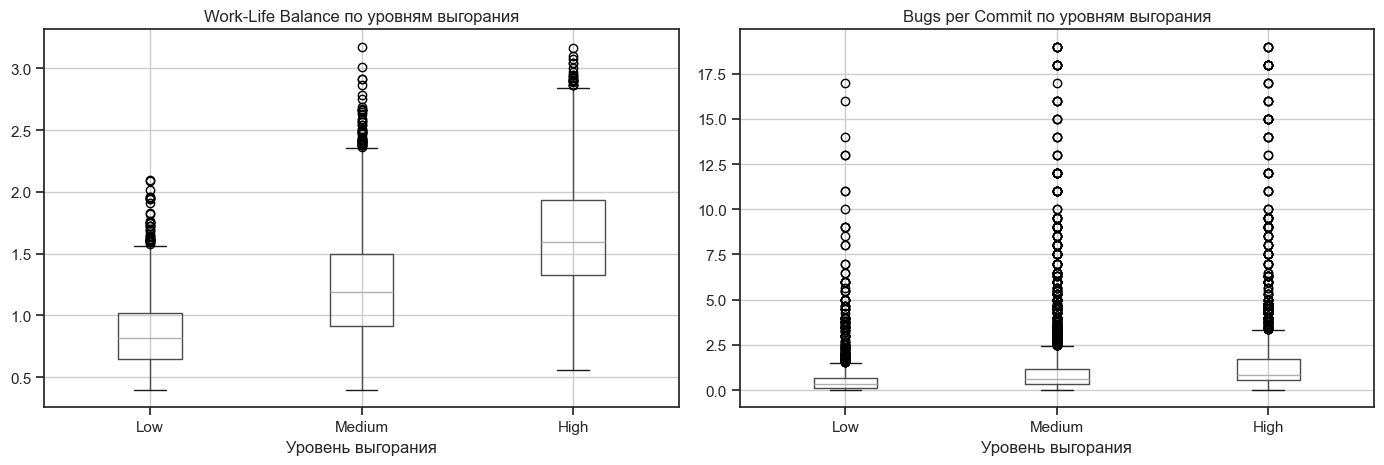 Work-Life Balance по уровням выгорания
3.0
2.5
2.0
1.5
1.0
0.5
Low
Medium
High
Уровень выгорания
Bugs per Commit по уровням выгорания
17.5
15.0
12.5
10.0
7.5
5.0
2.5
0.0
Low
Medium
High
Уровень выгорания